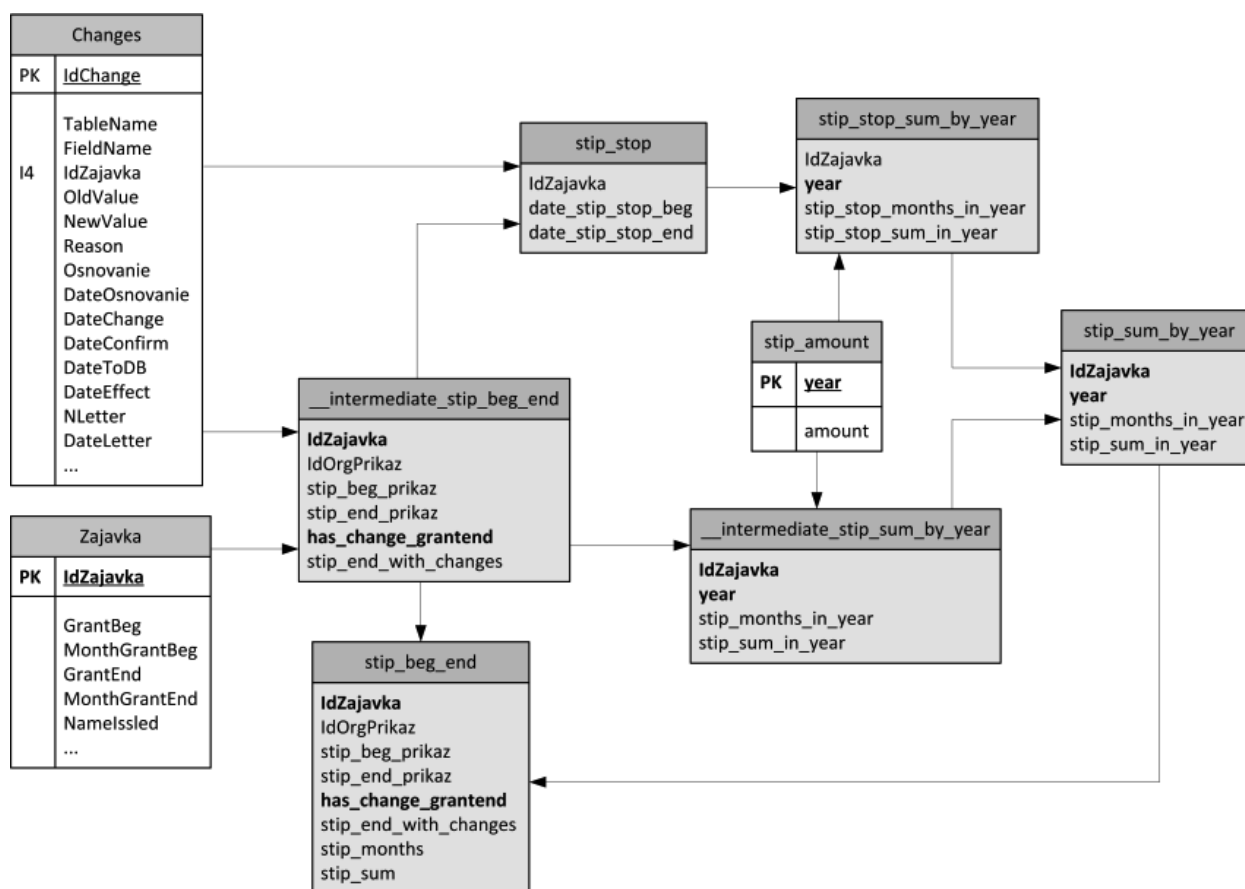 Changes
PK IdChange
TableName
FieldName
I4 IdZajavka
OldValue
NewValue
Reason
Osnovanie
DateOsnovanie
DateChange
DateConfirm
DateToDB
DateEffect
NLetter
DateLetter
...
stip_stop
IdZajavka
date_stip_stop_beg
date_stip_stop_end
stip_stop_sum_by_year
IdZajavka
year
stip_stop_months_in_year
stip_stop_sum_in_year
stip_amount
PK year
amount
stip_sum_by_year
IdZajavka
year
stip_months_in_year
stip_sum_in_year
__intermediate_stip_beg_end
IdZajavka
IdOrgPrikaz
stip_beg_prikaz
stip_end_prikaz
has_change_grantend
stip_end_with_changes
Zajavka
PK IdZajavka
GrantBeg
MonthGrantBeg
GrantEnd
MonthGrantEnd
NameIssled
...
__intermediate_stip_sum_by_year
IdZajavka
year
stip_months_in_year
stip_sum_in_year
stip_beg_end
IdZajavka
IdOrgPrikaz
stip_beg_prikaz
stip_end_prikaz
has_change_grantend
stip_end_with_changes
stip_months
stip_sum